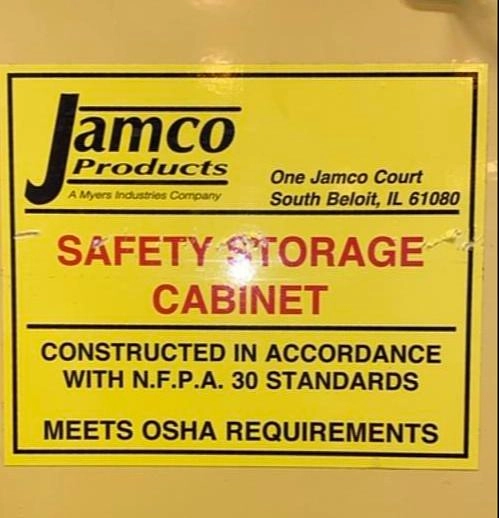 Jamco
Products
A Myers Industries Company
One Jamco Court
South Beloit, IL 61080
SAFETY STORAGE
CABINET
CONSTRUCTED IN ACCORDANCE
WITH N.F.P.A. 30 STANDARDS
MEETS OSHA REQUIREMENTS